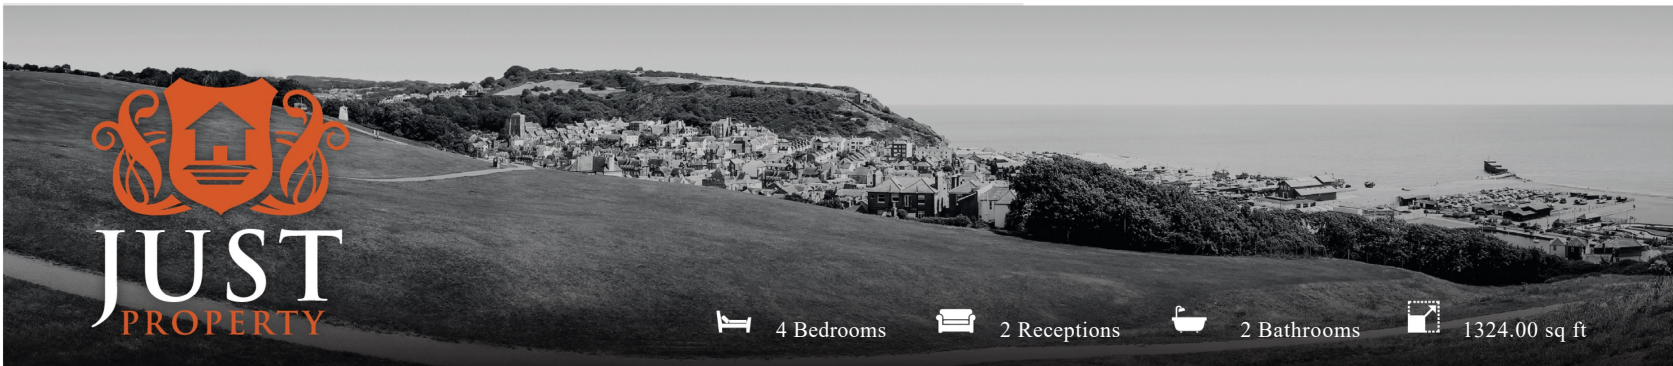 JUST
PROPERTY
4 Bedrooms 2 Receptions 2 Bathrooms 1324.00 sq ft